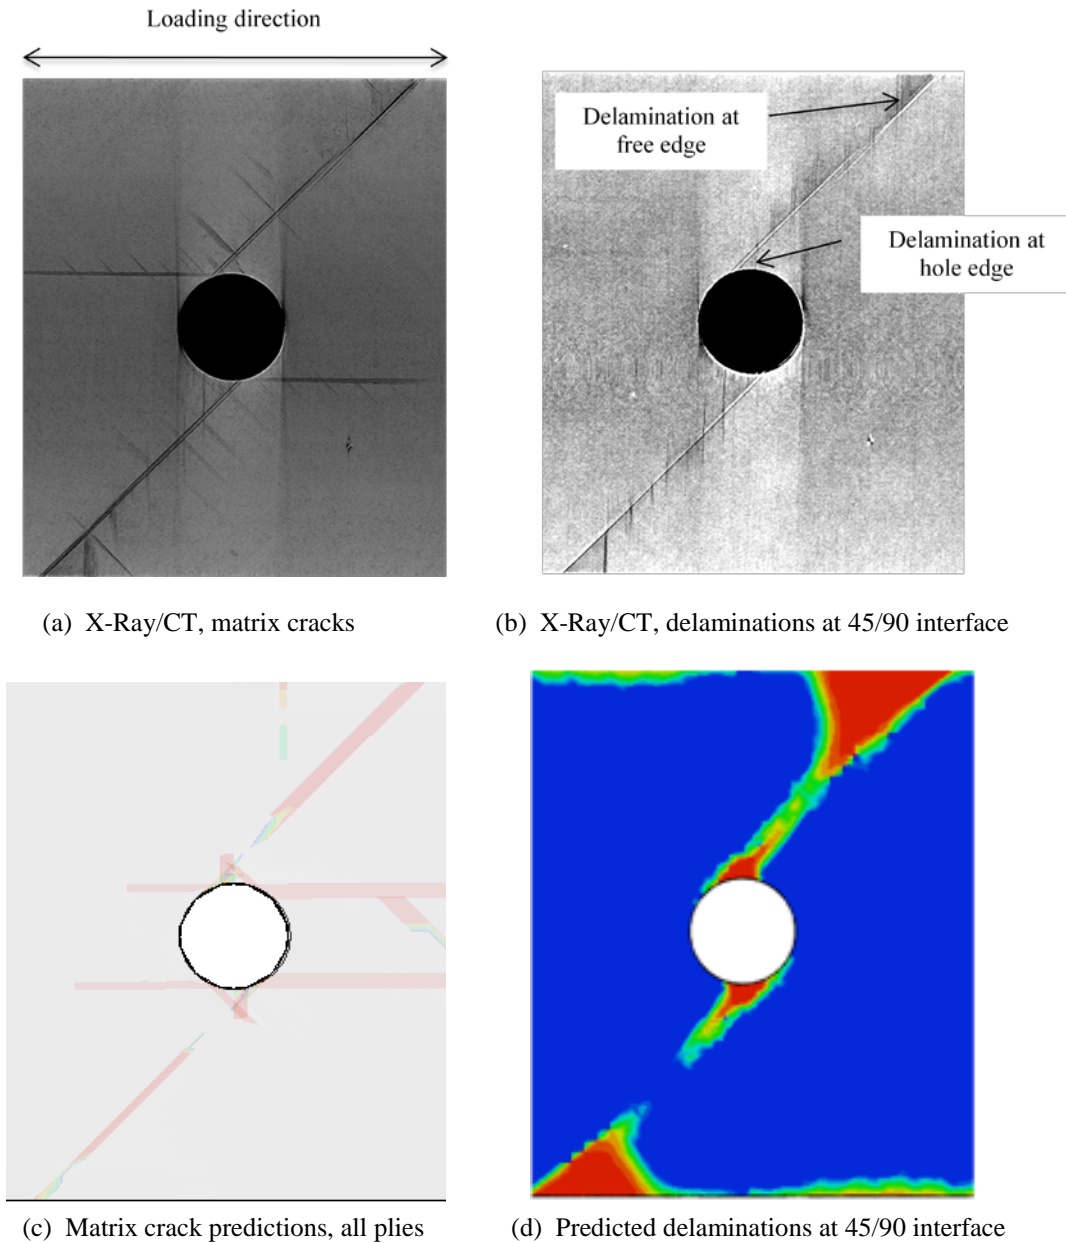 Loading direction
Delamination at
free edge
Delamination at
hole edge
(a) X-Ray/CT, matrix cracks
(b) X-Ray/CT, delaminations at 45/90 interface
(c) Matrix crack predictions, all plies
(d) Predicted delaminations at 45/90 interface